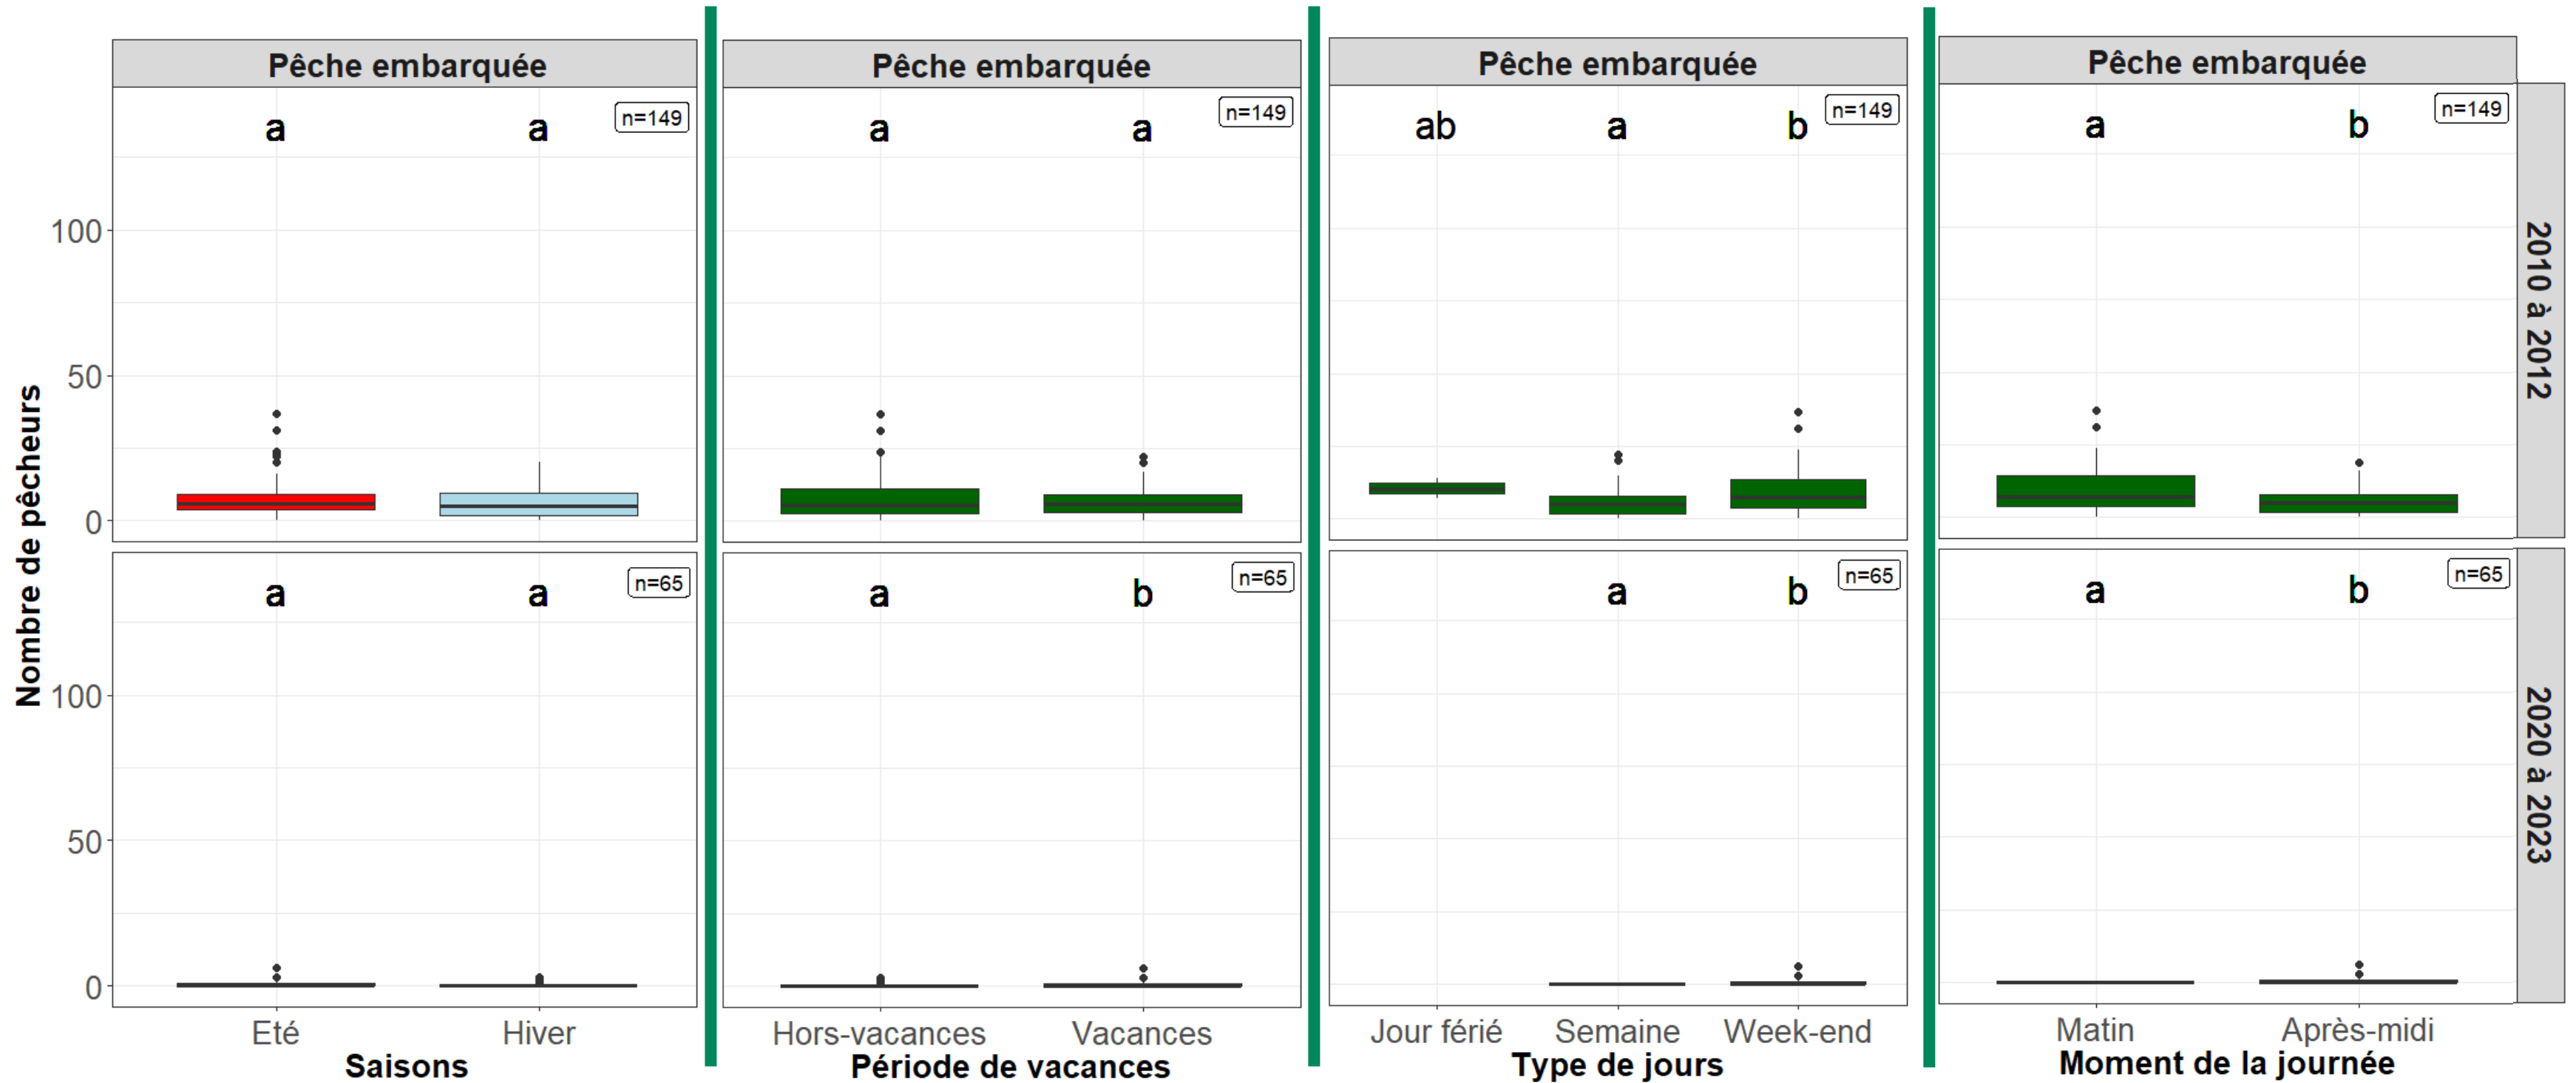 Pêche embarquée Pêche embarquée Pêche embarquée Pêche embarquée
a a n=149 a a n=149 ab a b n=149 a b n=149
100
50
0
2010 à 2012
Nombre de pêcheurs
a a n=65 a b n=65 a b n=65 a b n=65
100
50
0
2020 à 2023
Eté Hiver Hors-vacances Vacances Jour férié Semaine Week-end Matin Après-midi
Saisons Période de vacances Type de jours Moment de la journée